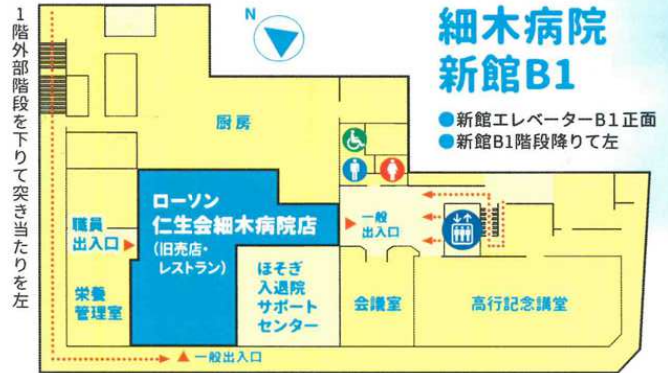 1階外部階段を下りて突き当たりを左
N
細木病院
新館B1
●新館エレベーターB1正面
●新館B1階段降りて左
厨房
ローソン
仁生会細木病院店
(旧売店・
レストラン)
職員
出入口
栄養
管理室
ほそぎ
入退院
サポート
センター
一般
出入口
会議室
高行記念講堂
一般出入口